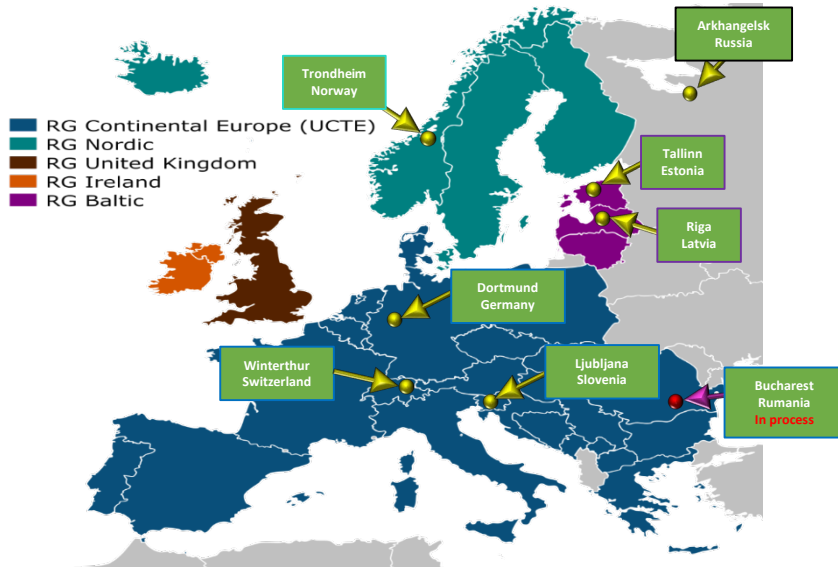 Arkhangelsk
Russia
Trondheim
Norway
RG Continental Europe (UCTE)
RG Nordic
RG United Kingdom
RG Ireland
RG Baltic
Tallinn
Estonia
Riga
Latvia
Dortmund
Germany
Winterthur
Switzerland
Ljubljana
Slovenia
Bucharest
Rumania
In process